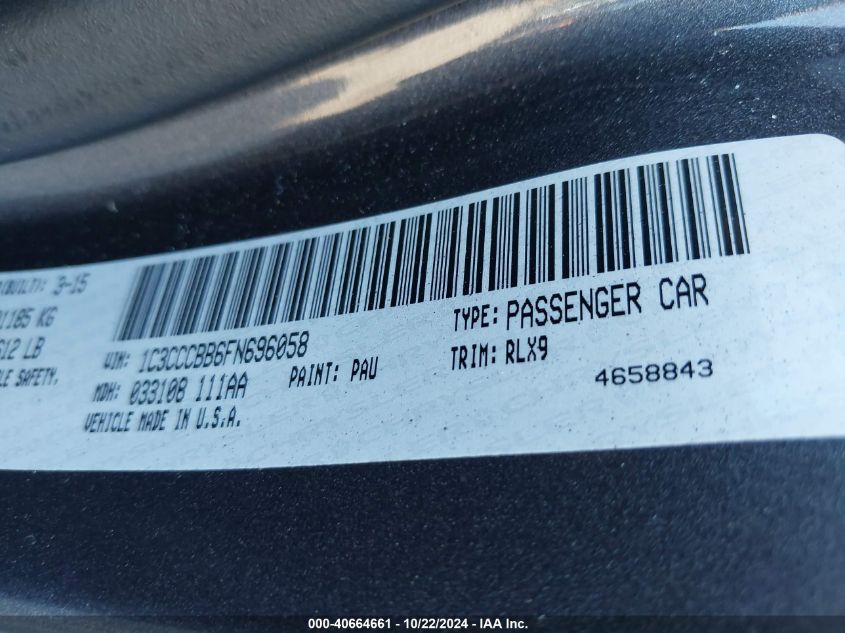 (BUILT): 3-15
1185 KG
612 LB
LE SAFETY.
VIN: 1C3CCCBB6FN696058
TYPE: PASSENGER CAR
MDH: 033108 111AA
PAINT: PAU
TRIM: RLX9
VEHICLE MADE IN U.S.A.
4658843
000-40664661 - 10/22/2024 - IAA Inc.